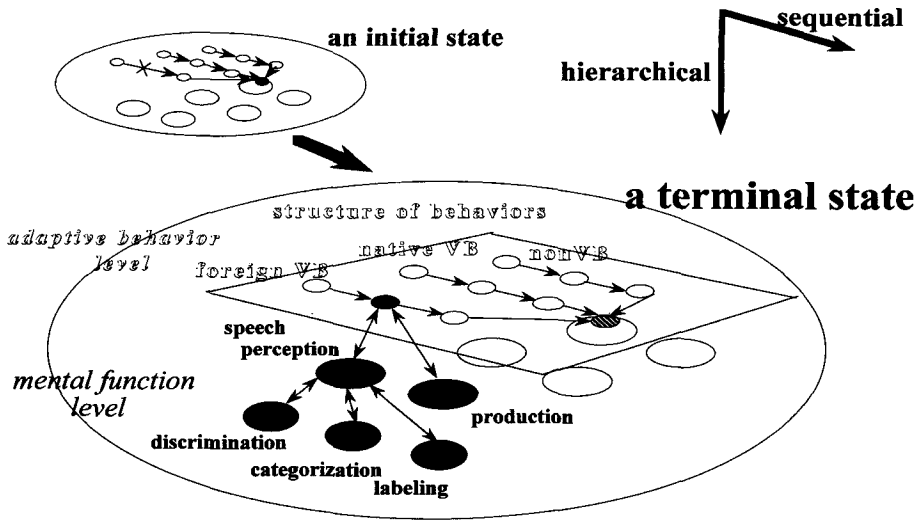 sequential
an initial state
hierarchical
a terminal state
structure of behaviors
adaptive behavior
level
native VB
nonVB
foreign VB
speech
perception
mental function
level
production
discrimination
categorization
labeling